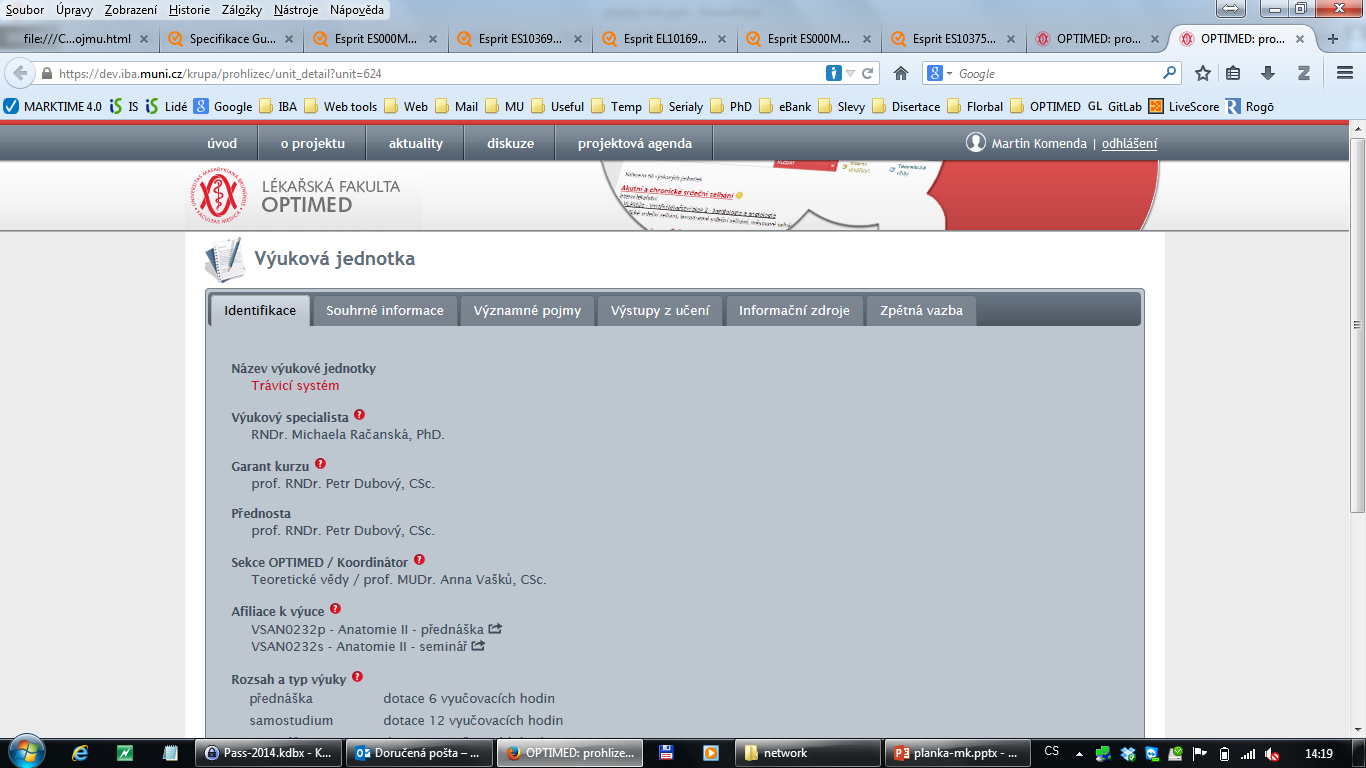 Soubor Úpravy Zobrazení Historie Záložky Nástroje Nápověda
file:///C...ojmu.html Specifikace Gu... Esprit ES000M... Esprit ES10369... Esprit EL10169... Esprit ES000M... Esprit ES10375... OPTIMED: pro... OPTIMED: pro...
https://dev.iba.muni.cz/krupa/prohlizec/unit_detail?unit=624 Google
MARKTIME 4.0 IS Lidé Google IBA Web tools Web Mail MU Useful Temp Serialy PhD eBank Slevy Disertace Florbal OPTIMED GL GitLab LiveScore Rogō
úvod o projektu aktuality diskuze projektová agenda Martin Komenda | odhlášení
LÉKAŘSKÁ FAKULTA
OPTIMED
Nalezeno 60 výukových jednotek
Akutní a chronické srdeční selhání
Výuková jednotka
Identifikace Souhrné informace Významné pojmy Výstupy z učení Informační zdroje Zpětná vazba
Název výukové jednotky
Trávicí systém
Výukový specialista ?
RNDr. Michaela Račanská, PhD.
Garant kurzu ?
prof. RNDr. Petr Dubový, CSc.
Přednosta
prof. RNDr. Petr Dubový, CSc.
Sekce OPTIMED / Koordinátor ?
Teoretické vědy / prof. MUDr. Anna Vašků, CSc.
Afiliace k výuce ?
VSAN0232p - Anatomie II - přednáška
VSAN0232s - Anatomie II - seminář
Rozsah a typ výuky ?
přednáška dotace 6 vyučovacích hodin
samostudium dotace 12 vyučovacích hodin
Pass-2014.kdbx - K... Doručená pošta – ... OPTIMED: prohlize... network planka-mk.pptx - ... CS 14:19